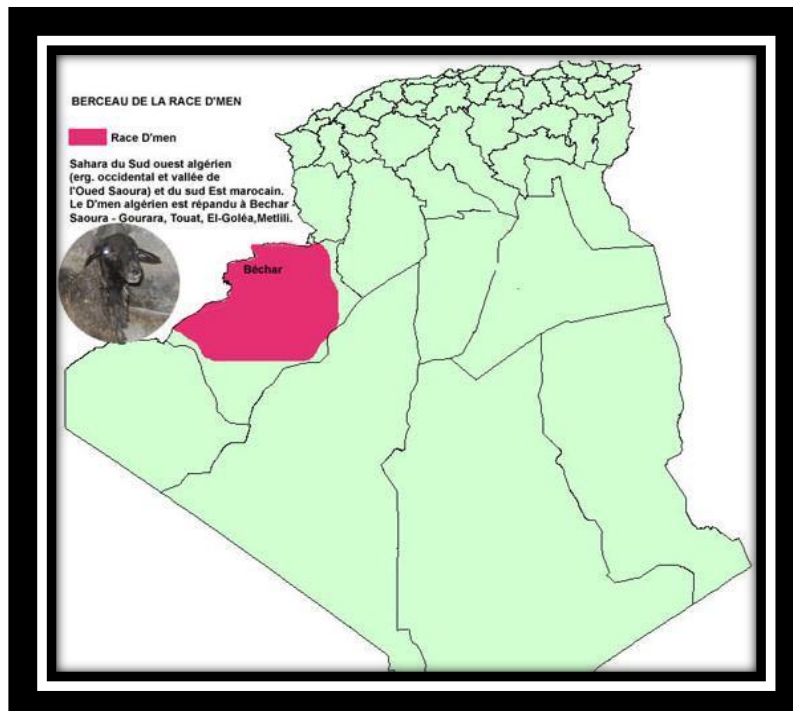 BERCEAU DE LA RACE D'MEN
Race D'men
Sahara du Sud ouest algérien
(erg. occidental et vallée de
l'Oued Saoura) et du sud Est marocain.
Le D'men algérien est répandu à Bechar
Saoura - Gourara, Touat, El-Goléa,Metlili.
Béchar